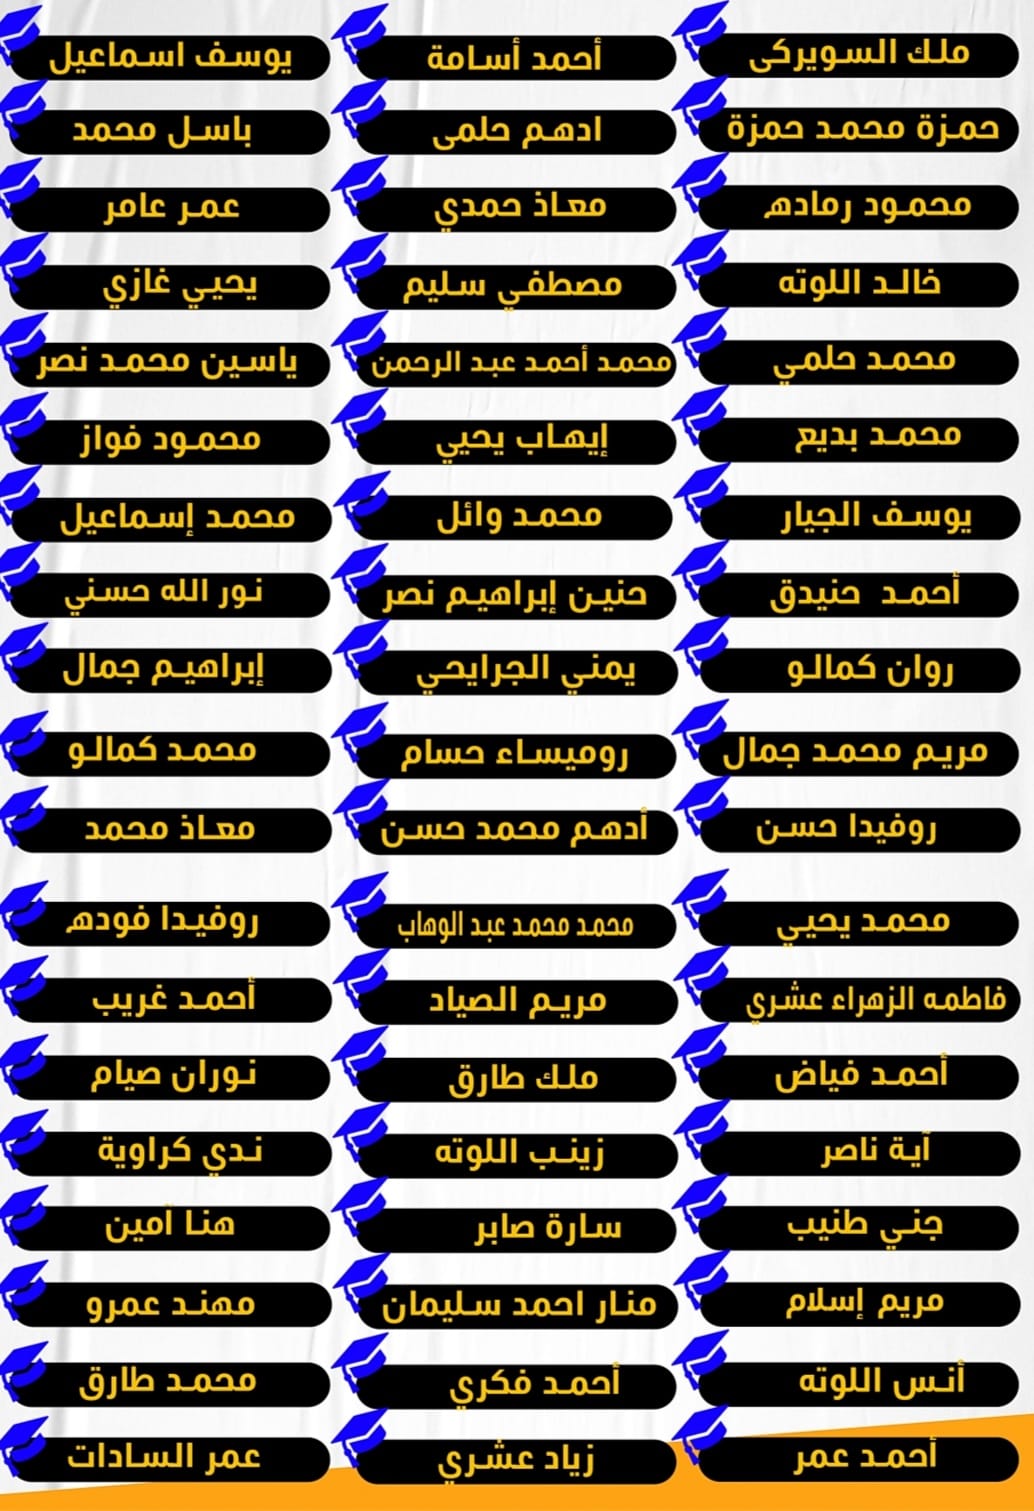 ملك السويركى
أحمد أسامة
يوسف اسماعيل
حمزة محمد حمزة
ادهم حلمى
باسل محمد
محمود رماده
معاذ حمدي
عمر عامر
خالد اللوته
مصطفي سليم
يحيي غازي
محمد حلمي
محمد أحمد عبد الرحمن
ياسين محمد نصر
محمد بديع
إيهاب يحيي
محمود فواز
يوسف الجيار
محمد وائل
محمد إسماعيل
أحمد حنيدق
حنين إبراهيم نصر
نور الله حسني
روان كمالو
يمني الجرايحي
إبراهيم جمال
مريم محمد جمال
روميساء حسام
محمد كمالو
روفيدا حسن
أدهم محمد حسن
معاذ محمد
محمد يحيي
محمد محمد عبد الوهاب
روفيدا فوده
فاطمه الزهراء عشري
مريم الصياد
أحمد غريب
أحمد فياض
ملك طارق
نوران صيام
آية ناصر
زينب اللوته
ندي كراوية
جني طنيب
سارة صابر
هنا آمين
مريم إسلام
منار احمد سليمان
مهند عمرو
أنس اللوته
أحمد فكري
محمد طارق
أحمد عمر
زياد عشري
عمر السادات